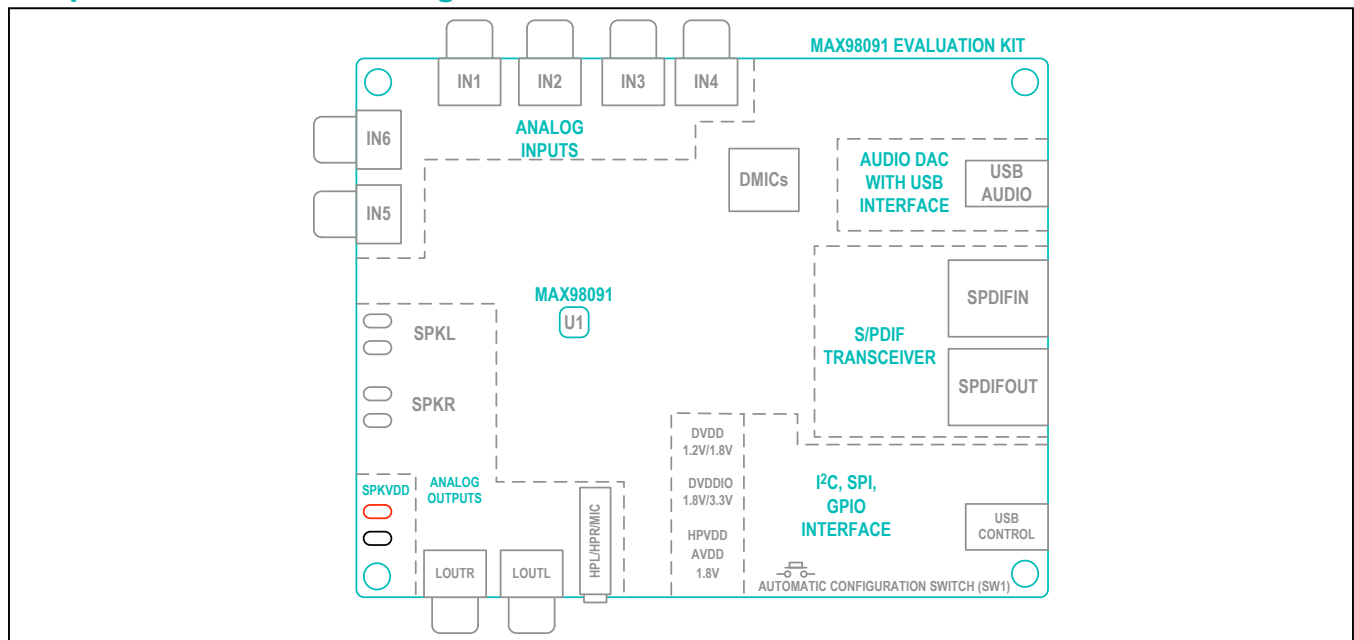 MAX98091 EVALUATION KIT
IN1
IN2
IN3
IN4
ANALOG
INPUTS
IN6
IN5
DMICs
AUDIO DAC
WITH USB
INTERFACE
USB
AUDIO
MAX98091
U1
SPKL
SPKR
S/PDIF
TRANSCEIVER
SPDIFIN
SPDIFOUT
SPKVDD
ANALOG
OUTPUTS
LOUTR
LOUTL
HPL/HPR/MIC
DVDD
1.2V/1.8V
DVDDIO
1.8V/3.3V
HPVDD
AVDD
1.8V
I²C, SPI,
GPIO
INTERFACE
USB
CONTROL
AUTOMATIC CONFIGURATION SWITCH (SW1)